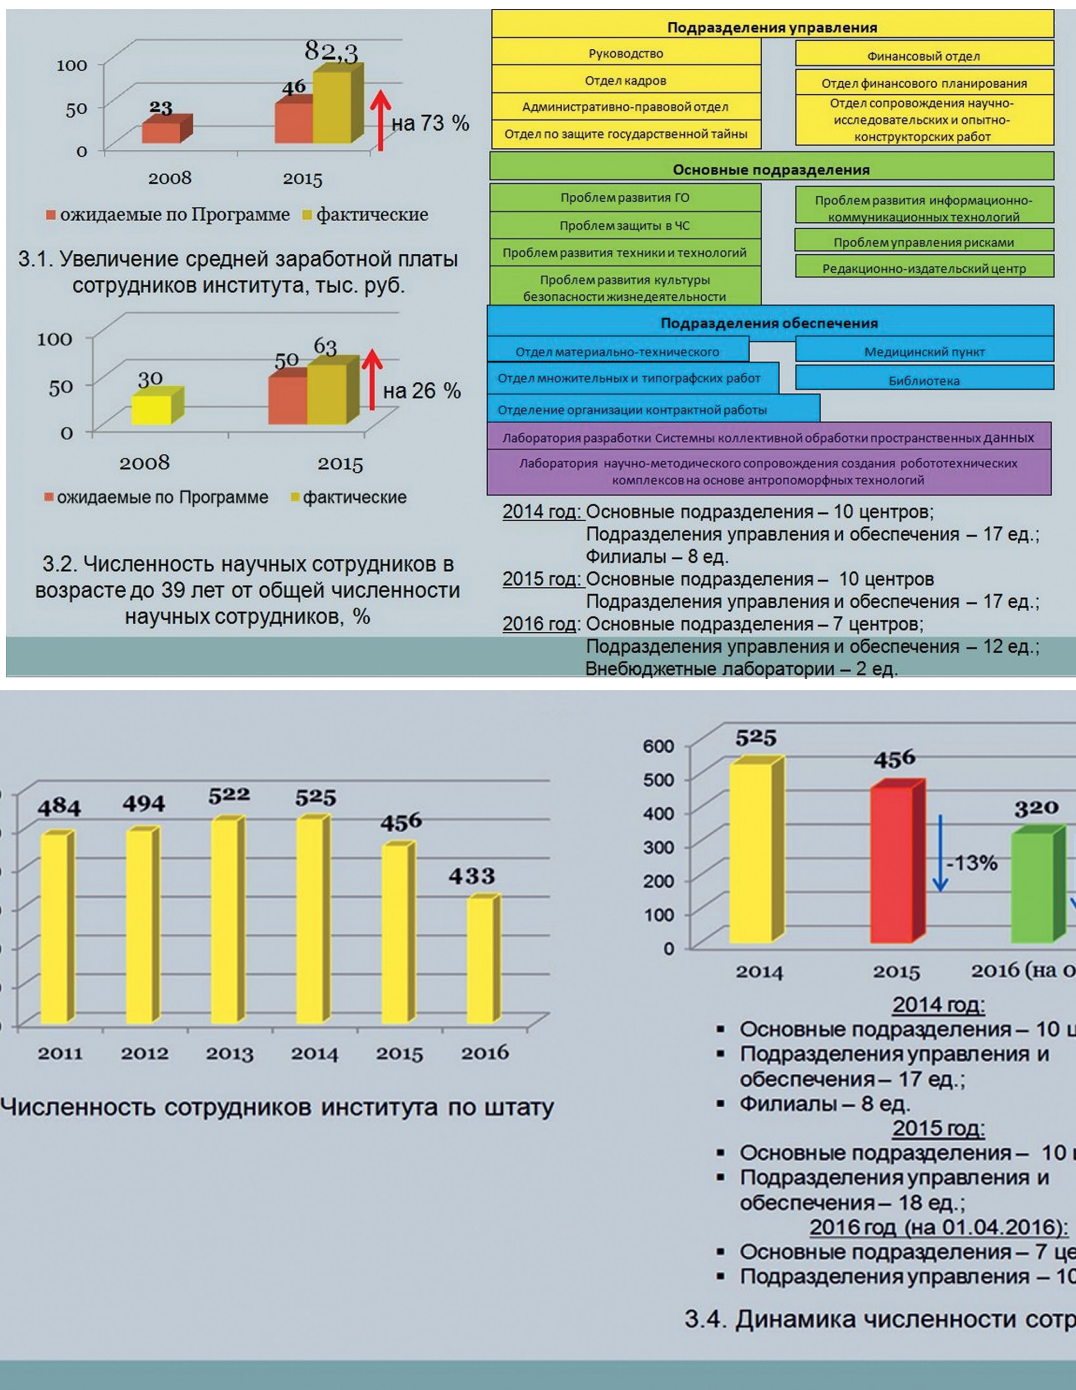 82,3
100
46
50
23
на 73 %
0
2008
2015
ожидаемые по Программе
фактические
3.1. Увеличение средней заработной платы
сотрудников института, тыс. руб.
100
63
50
50
30
на 26 %
0
2008
2015
ожидаемые по Программе
фактические
3.2. Численность научных сотрудников в
возрасте до 39 лет от общей численности
научных сотрудников, %
Подразделения управления
Руководство
Отдел кадров
Административно-правовой отдел
Отдел по защите государственной тайны
Финансовый отдел
Отдел финансового планирования
Отдел сопровождения научно-
исследовательских и опытно-
конструкторских работ
Основные подразделения
Проблем развития ГО
Проблем защиты в ЧС
Проблем развития техники и технологий
Проблем развития культуры
безопасности жизнедеятельности
Проблем развития информационно-
коммуникационных технологий
Проблем управления рисками
Редакционно-издательский центр
Подразделения обеспечения
Отдел материально-технического
Отдел множительных и типографских работ
Отделение организации контрактной работы
Медицинский пункт
Библиотека
Лаборатория разработки Системны коллективной обработки пространственных данных
Лаборатория научно-методического сопровождения создания робототехнических
комплексов на основе антропоморфных технологий
2014 год: Основные подразделения – 10 центров;
Подразделения управления и обеспечения – 17 ед.;
Филиалы – 8 ед.
2015 год: Основные подразделения – 10 центров
Подразделения управления и обеспечения – 17 ед.;
2016 год: Основные подразделения – 7 центров;
Подразделения управления и обеспечения – 12 ед.;
Внебюджетные лаборатории – 2 ед.
484
494
522
525
456
433
2011
2012
2013
2014
2015
2016
Численность сотрудников института по штату
600
500
400
300
200
100
0
525
456
320
-13%
2014
2015
2016 (на 0
2014 год:
▪ Основные подразделения – 10 ц
▪ Подразделения управления и
обеспечения – 17 ед.;
▪ Филиалы – 8 ед.
2015 год:
▪ Основные подразделения – 10
▪ Подразделения управления и
обеспечения – 18 ед.;
2016 год (на 01.04.2016):
▪ Основные подразделения – 7 це
▪ Подразделения управления – 10
3.4. Динамика численности сотр